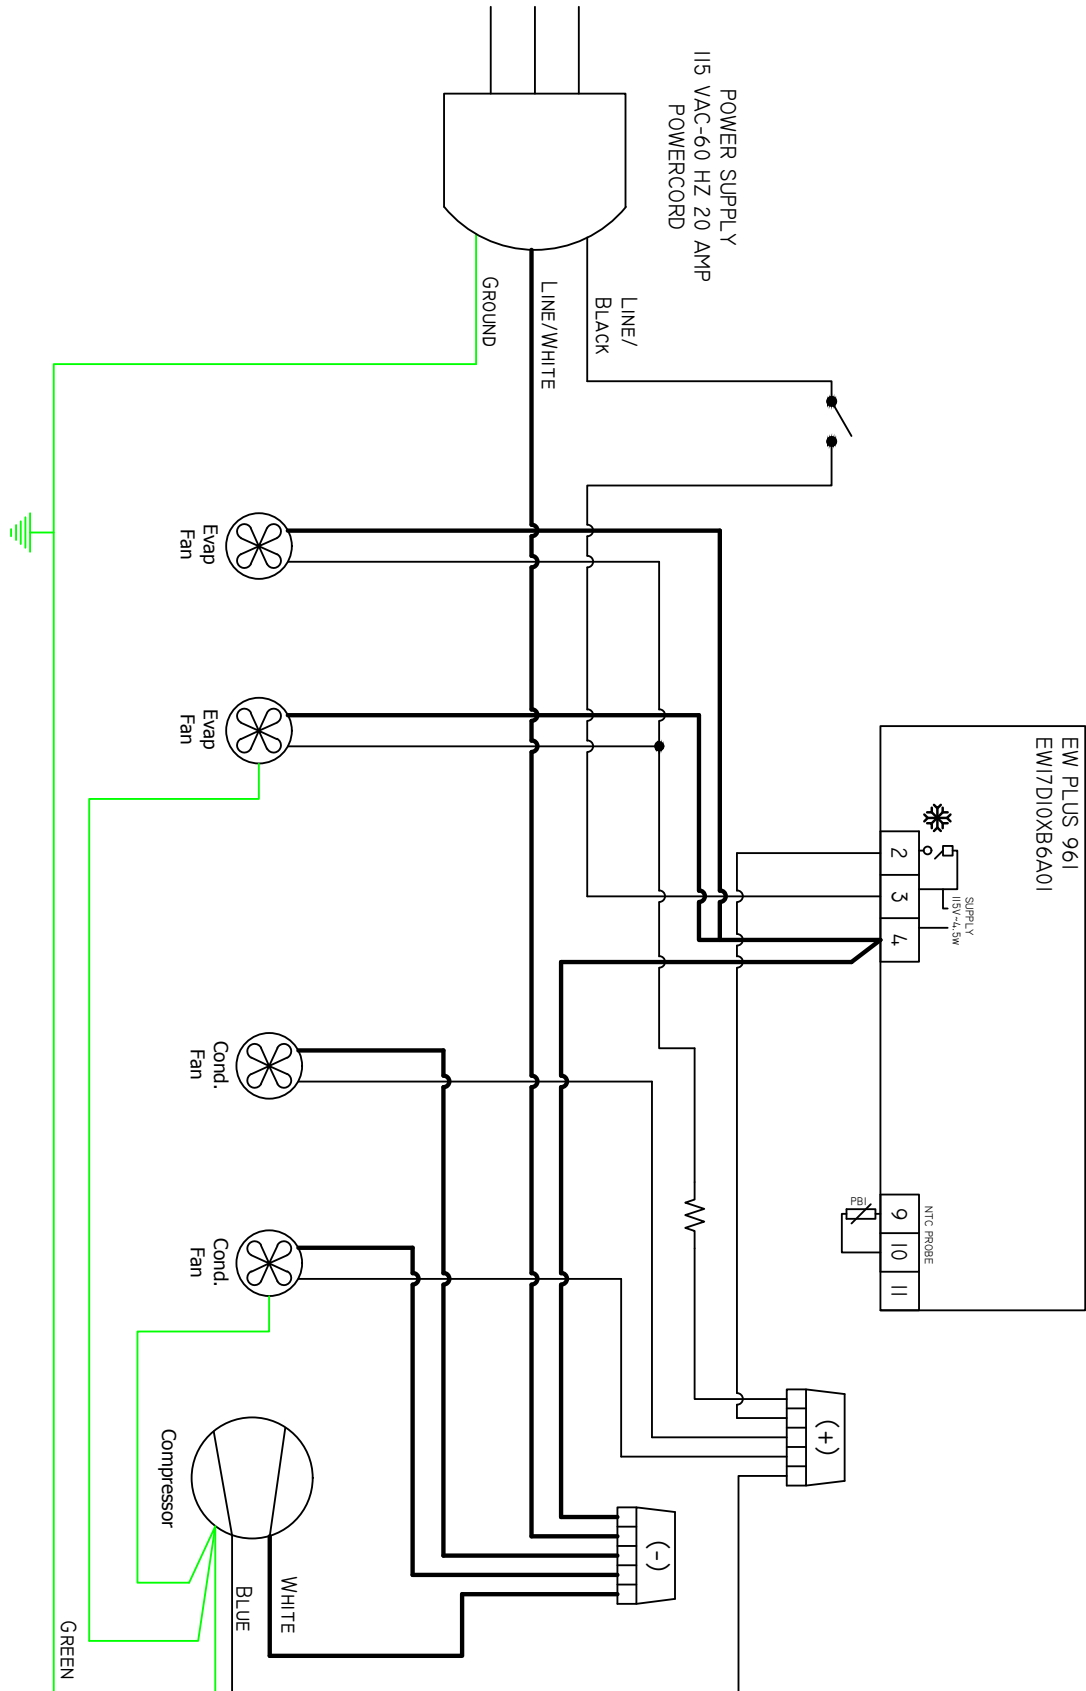 POWER SUPPLY
115 VAC-60 HZ 20 AMP
POWERCORD
LINE/
BLACK
LINE/WHITE
GROUND
Evap
Fan
Evap
Fan
EW PLUS 961
EW17DI0XB6A01
2
3
4
SUPPLY
115V~4.5W
Cond.
Fan
Cond.
Fan
PB1
9
10
11
NTC PROBE
(+)
(-)
Compressor
WHITE
BLUE
GREEN